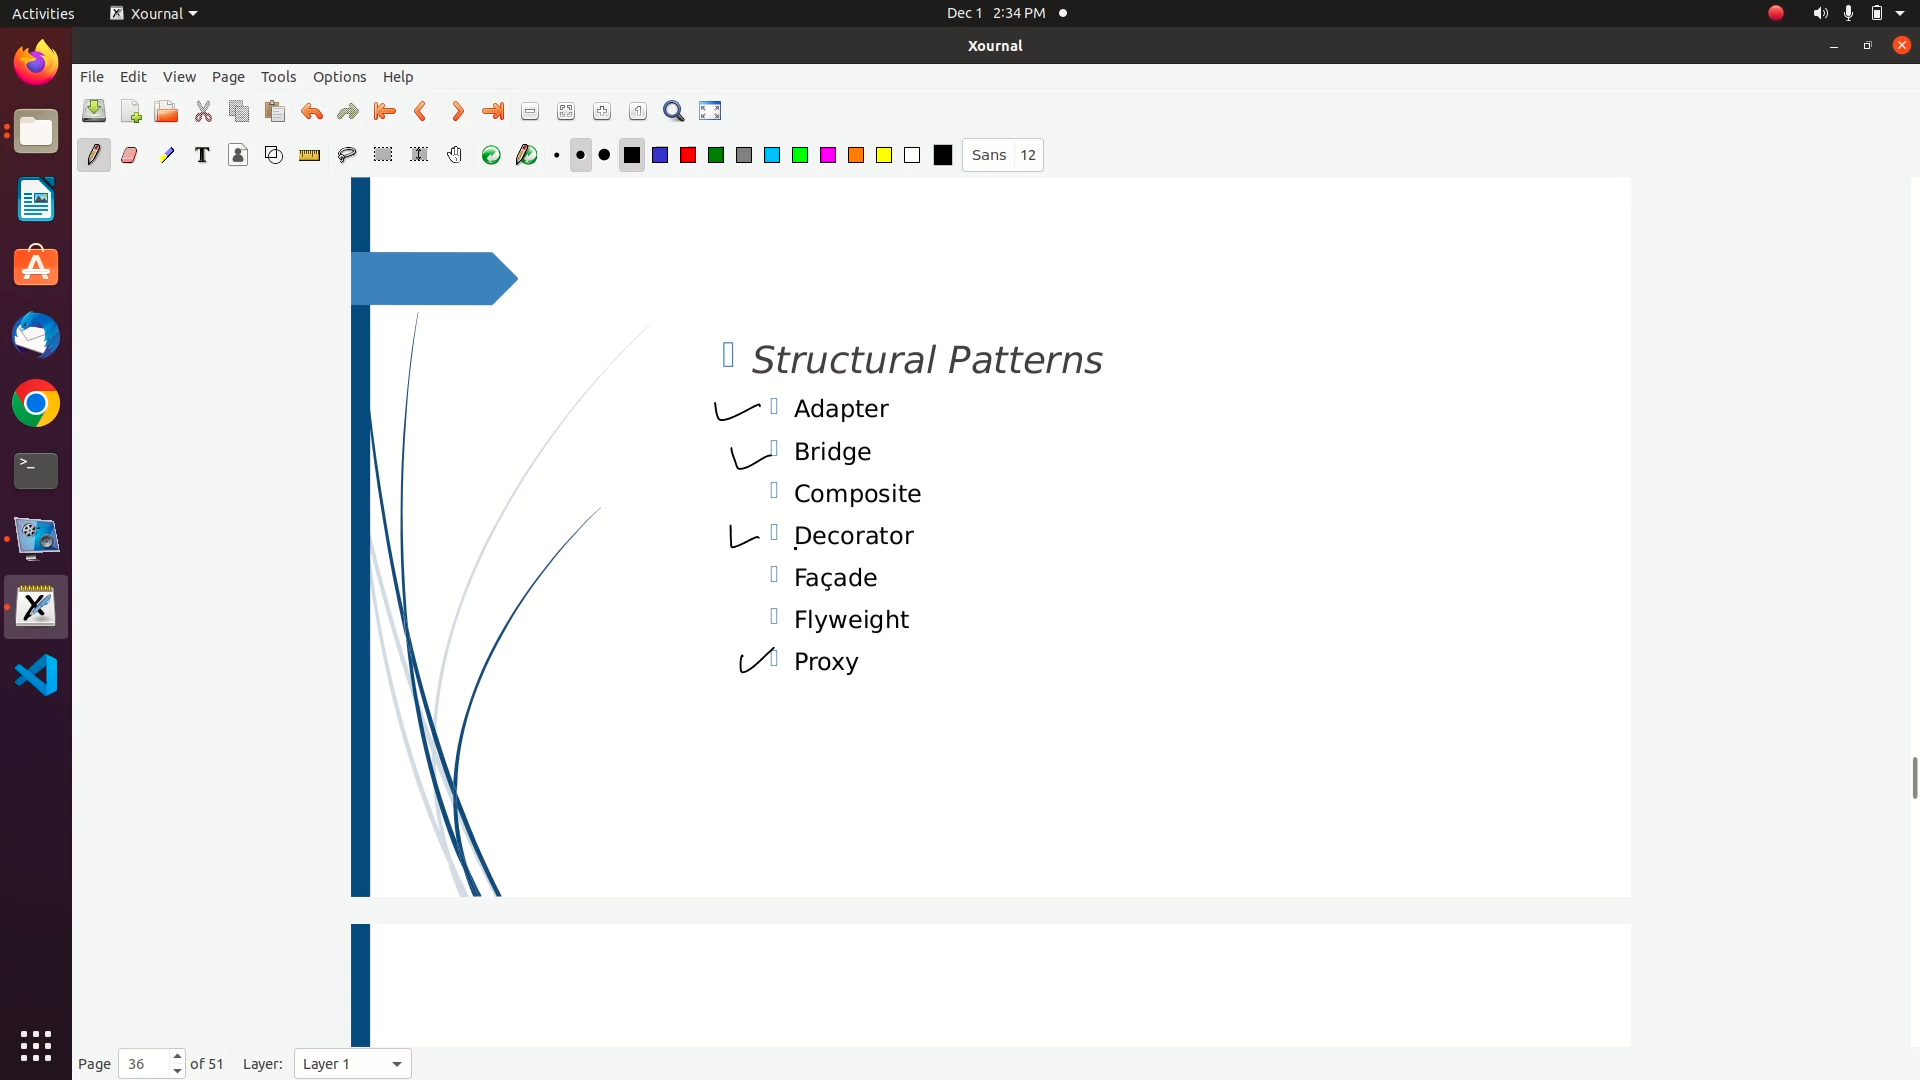 Activities Xournal Dec 1 2:34 PM
Xournal
File Edit View Page Tools Options Help
Sans 12
Structural Patterns
Adapter
Bridge
Composite
Decorator
Façade
Flyweight
Proxy
Page 36 of 51 Layer: Layer 1